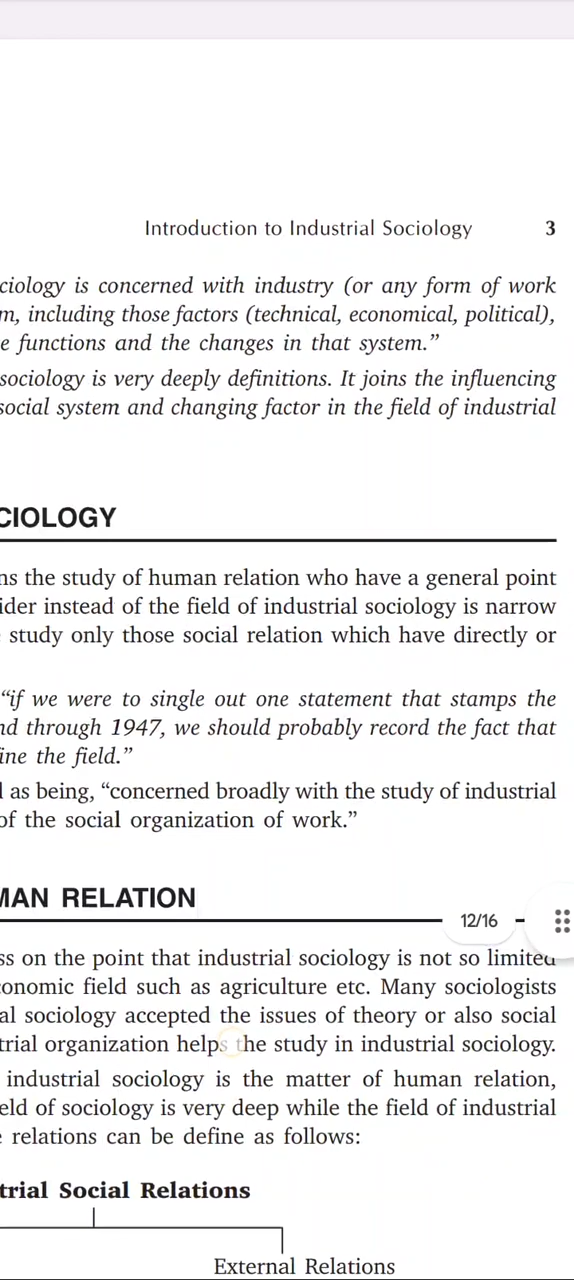 Introduction to Industrial Sociology 3
ciology is concerned with industry (or any form of work
m, including those factors (technical, economical, political),
e functions and the changes in that system.”
sociology is very deeply definitions. It joins the influencing
social system and changing factor in the field of industrial
CIOLOGY
ns the study of human relation who have a general point
ider instead of the field of industrial sociology is narrow
study only those social relation which have directly or
“if we were to single out one statement that stamps the
nd through 1947, we should probably record the fact that
ine the field.”
l as being, “concerned broadly with the study of industrial
of the social organization of work.”
MAN RELATION
12/16
ss on the point that industrial sociology is not so limited
conomic field such as agriculture etc. Many sociologists
al sociology accepted the issues of theory or also social
trial organization helps the study in industrial sociology.
industrial sociology is the matter of human relation,
eld of sociology is very deep while the field of industrial
e relations can be define as follows:
trial Social Relations
External Relations